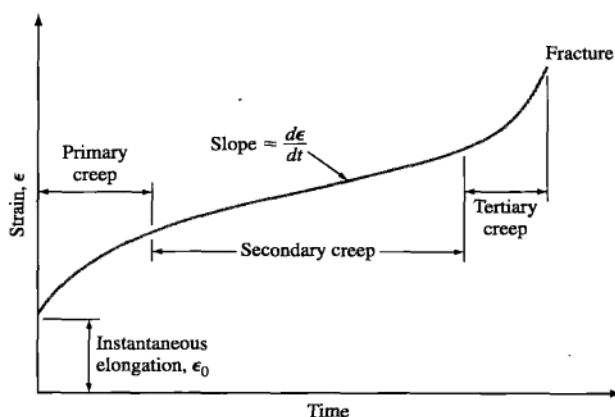 Fracture
Slope = dϵ
dt
Primary
creep
Strain, ϵ
Tertiary
creep
Secondary creep
Instantaneous
elongation, ϵ0
Time